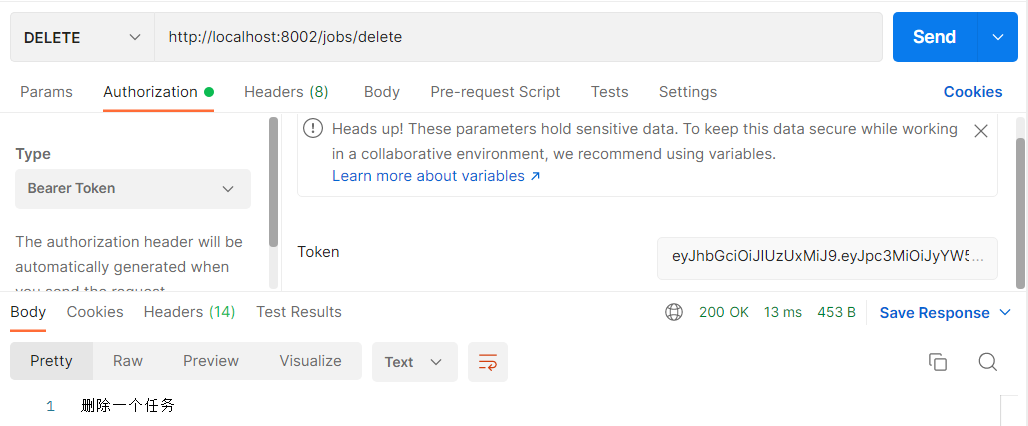 DELETE
http://localhost:8002/jobs/delete
Send
Params
Authorization
Headers (8)
Body
Pre-request Script
Tests
Settings
Cookies
Type
Bearer Token
The authorization header will be
automatically generated when
you send the request.
Heads up! These parameters hold sensitive data. To keep this data secure while working
in a collaborative environment, we recommend using variables.
Learn more about variables ↗
Token
eyJhbGciOiJIUzUxMiJ9.eyJpc3MiOiJyYW5...
Body
Cookies
Headers (14)
Test Results
200 OK
13 ms
453 B
Save Response
Pretty
Raw
Preview
Visualize
Text
1 删除一个任务